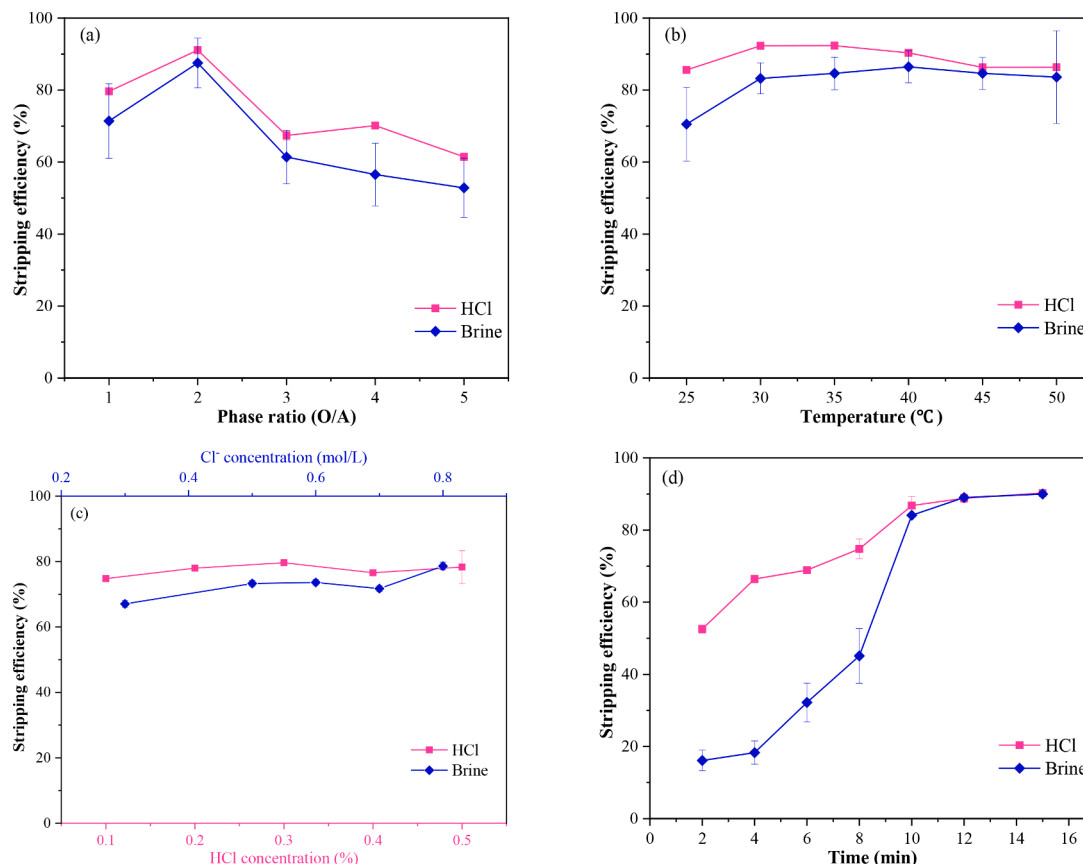 (a)
100
80
60
40
20
0
Stripping efficiency (%)
HCl
Brine
1 2 3 4 5
Phase ratio (O/A)
(b)
100
80
60
40
20
0
Stripping efficiency (%)
HCl
Brine
25 30 35 40 45 50
Temperature (℃)
Cl⁻ concentration (mol/L)
0.2 0.4 0.6 0.8
(c)
100
80
60
40
20
0
Stripping efficiency (%)
HCl
Brine
0.1 0.2 0.3 0.4 0.5
HCl concentration (%)
(d)
100
80
60
40
20
0
Stripping efficiency (%)
HCl
Brine
0 2 4 6 8 10 12 14 16
Time (min)